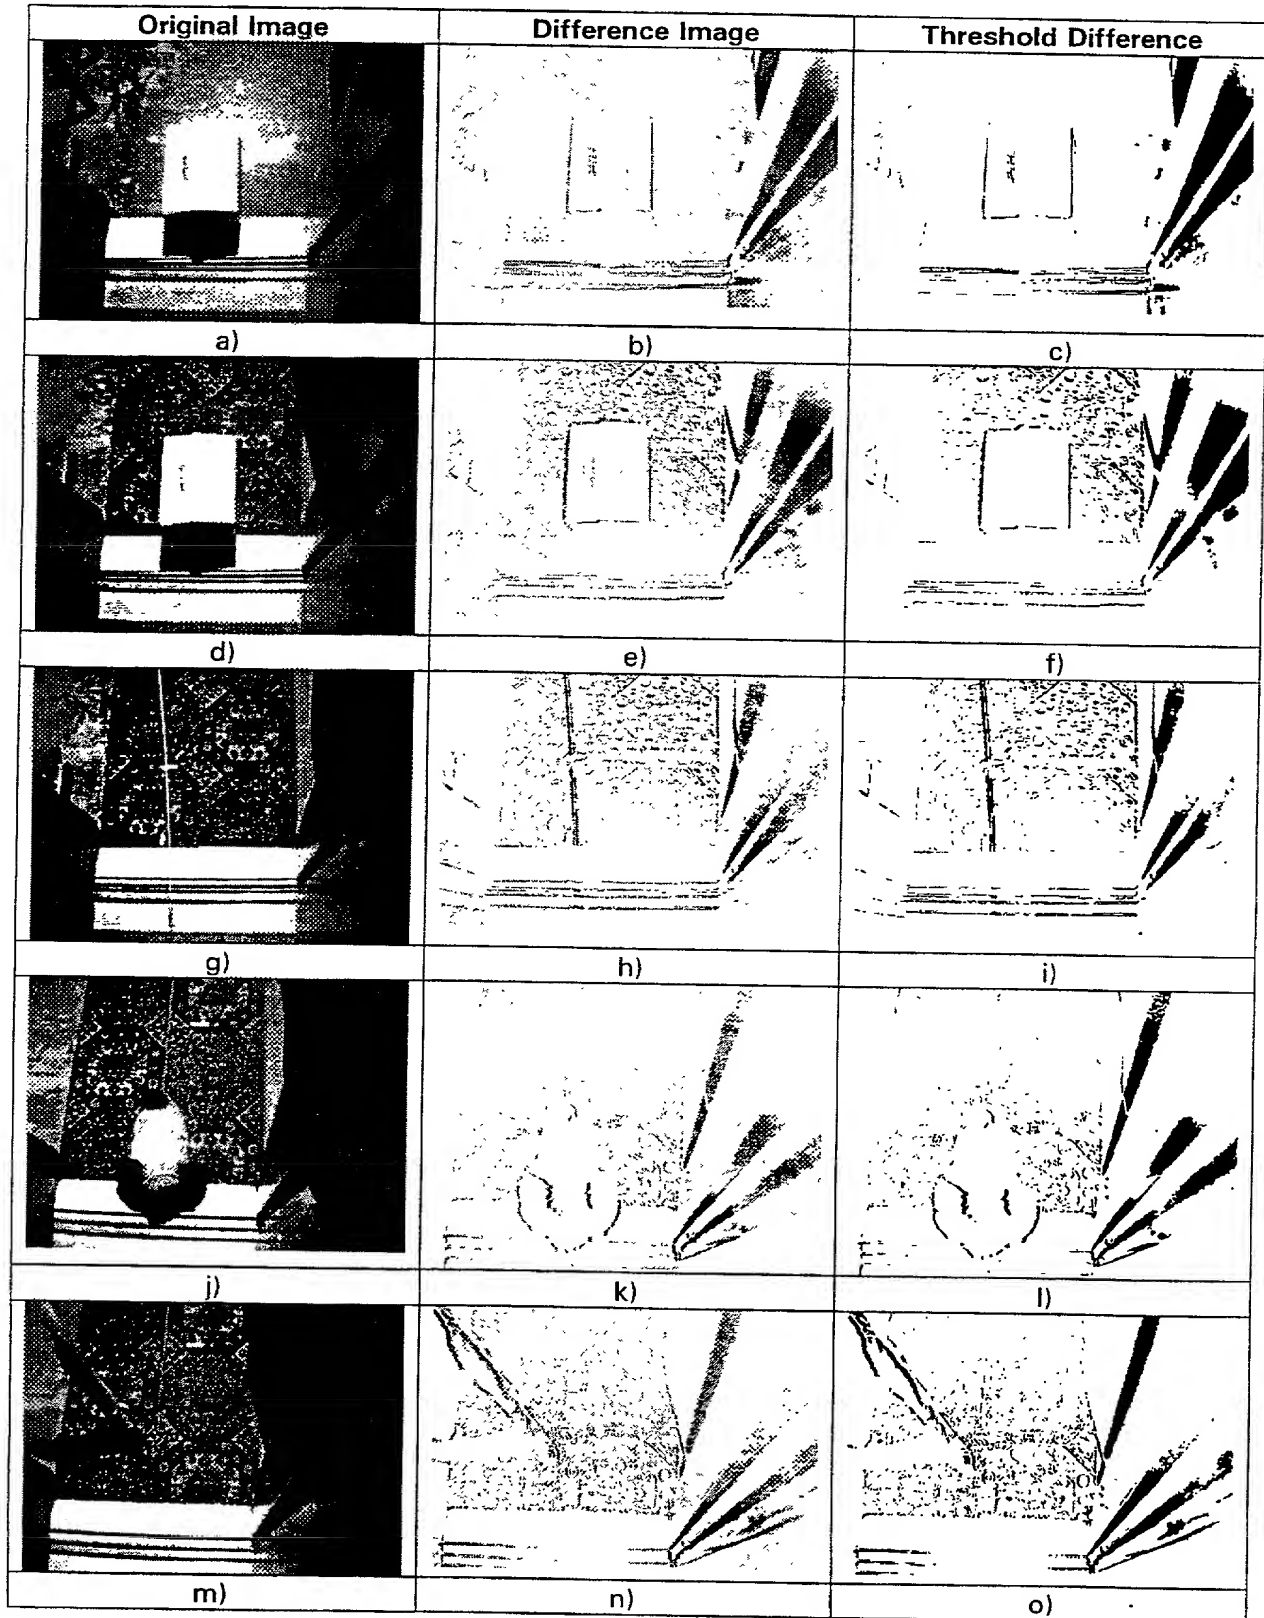 Original Image Difference Image Threshold Difference
a) b) c)
d) e) f)
g) h) i)
j) k) l)
m) n) o)